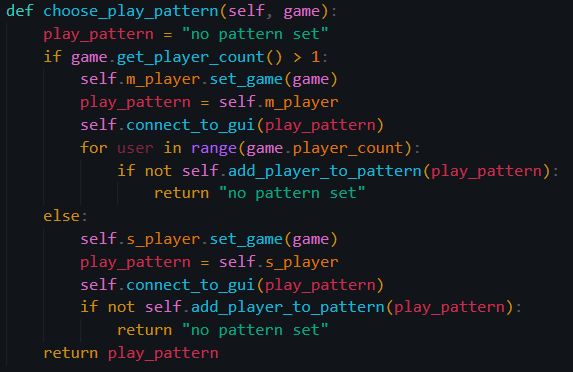 def choose_play_pattern(self, game):
    play_pattern = "no pattern set"
    if game.get_player_count() > 1:
        self.m_player.set_game(game)
        play_pattern = self.m_player
        self.connect_to_gui(play_pattern)
        for user in range(game.player_count):
            if not self.add_player_to_pattern(play_pattern):
                return "no pattern set"
    else:
        self.s_player.set_game(game)
        play_pattern = self.s_player
        self.connect_to_gui(play_pattern)
        if not self.add_player_to_pattern(play_pattern):
            return "no pattern set"
    return play_pattern